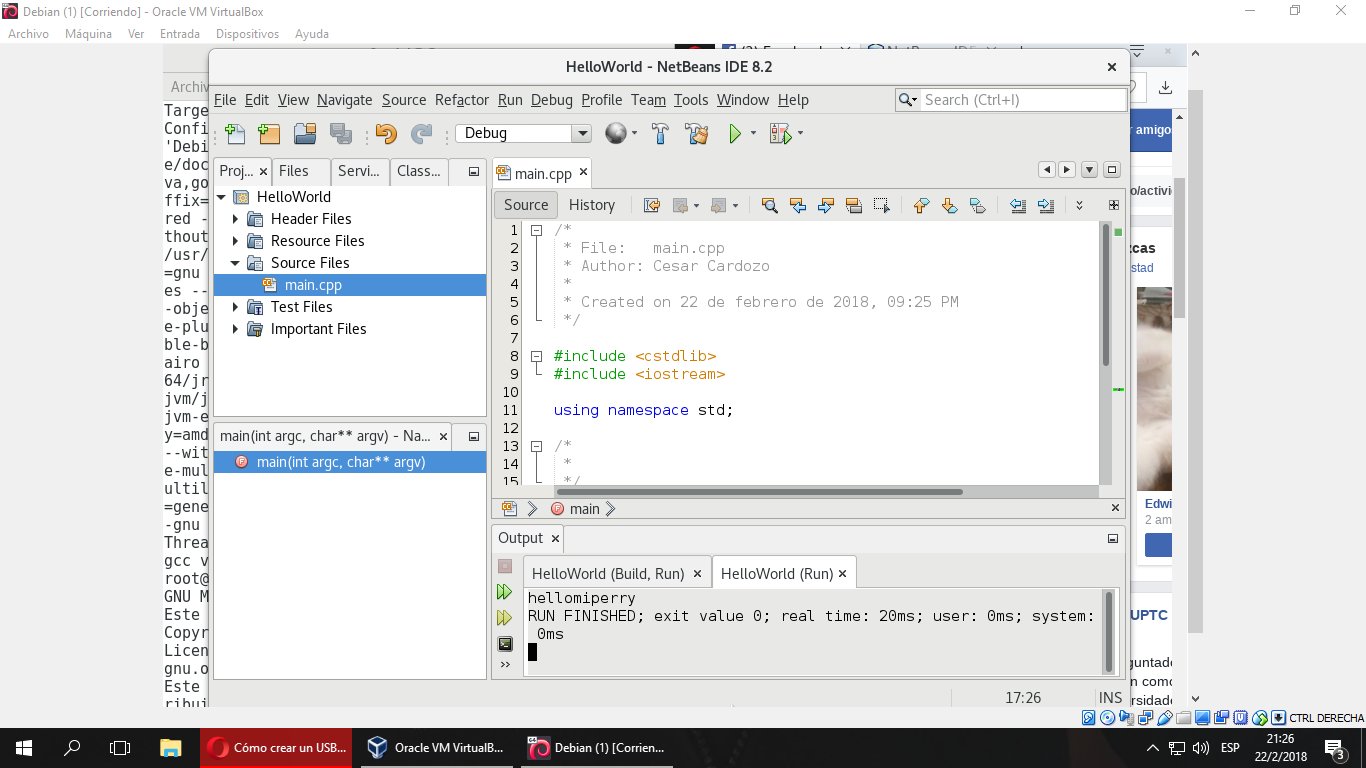 Debian (1) [Corriendo] - Oracle VM VirtualBox
Archivo Máquina Ver Entrada Dispositivos Ayuda
HelloWorld - NetBeans IDE 8.2
File Edit View Navigate Source Refactor Run Debug Profile Team Tools Window Help
Search (Ctrl+I)
Debug
Proj... Files Servi... Class...
HelloWorld
Header Files
Resource Files
Source Files
main.cpp
Test Files
Important Files
main(int argc, char** argv) - Na...
main(int argc, char** argv)
main.cpp
Source History
1 /*
2 * File: main.cpp
3 * Author: Cesar Cardozo
4 *
5 * Created on 22 de febrero de 2018, 09:25 PM
6 */
7
8 #include <cstdlib>
9 #include <iostream>
10
11 using namespace std;
12
13 /*
14 *
15 */
main
Output
HelloWorld (Build, Run) HelloWorld (Run)
hellomiperry
RUN FINISHED; exit value 0; real time: 20ms; user: 0ms; system:
0ms
17:26 INS
Archiv
Targe
Confi
'Debi
e/doc
va,go
ffix=
red -
thout
/usr/
=gnu
es --
-obje
e-plu
ble-b
airo
64/jr
jvm/j
jvm-e
y=amd
--wit
e-mul
ultil
=gene
-gnu
Threa
gcc v
root@
GNU M
Este
Copyr
Licen
gnu.o
Este
ribui
r amigos
o/activi
cas
stad
Edwi
2 am
UPTC
guntad
n como
rsidad
CTRL DERECHA
Cómo crear un USB...
Oracle VM VirtualB...
Debian (1) [Corrien...
ESP
21:26
22/2/2018
3